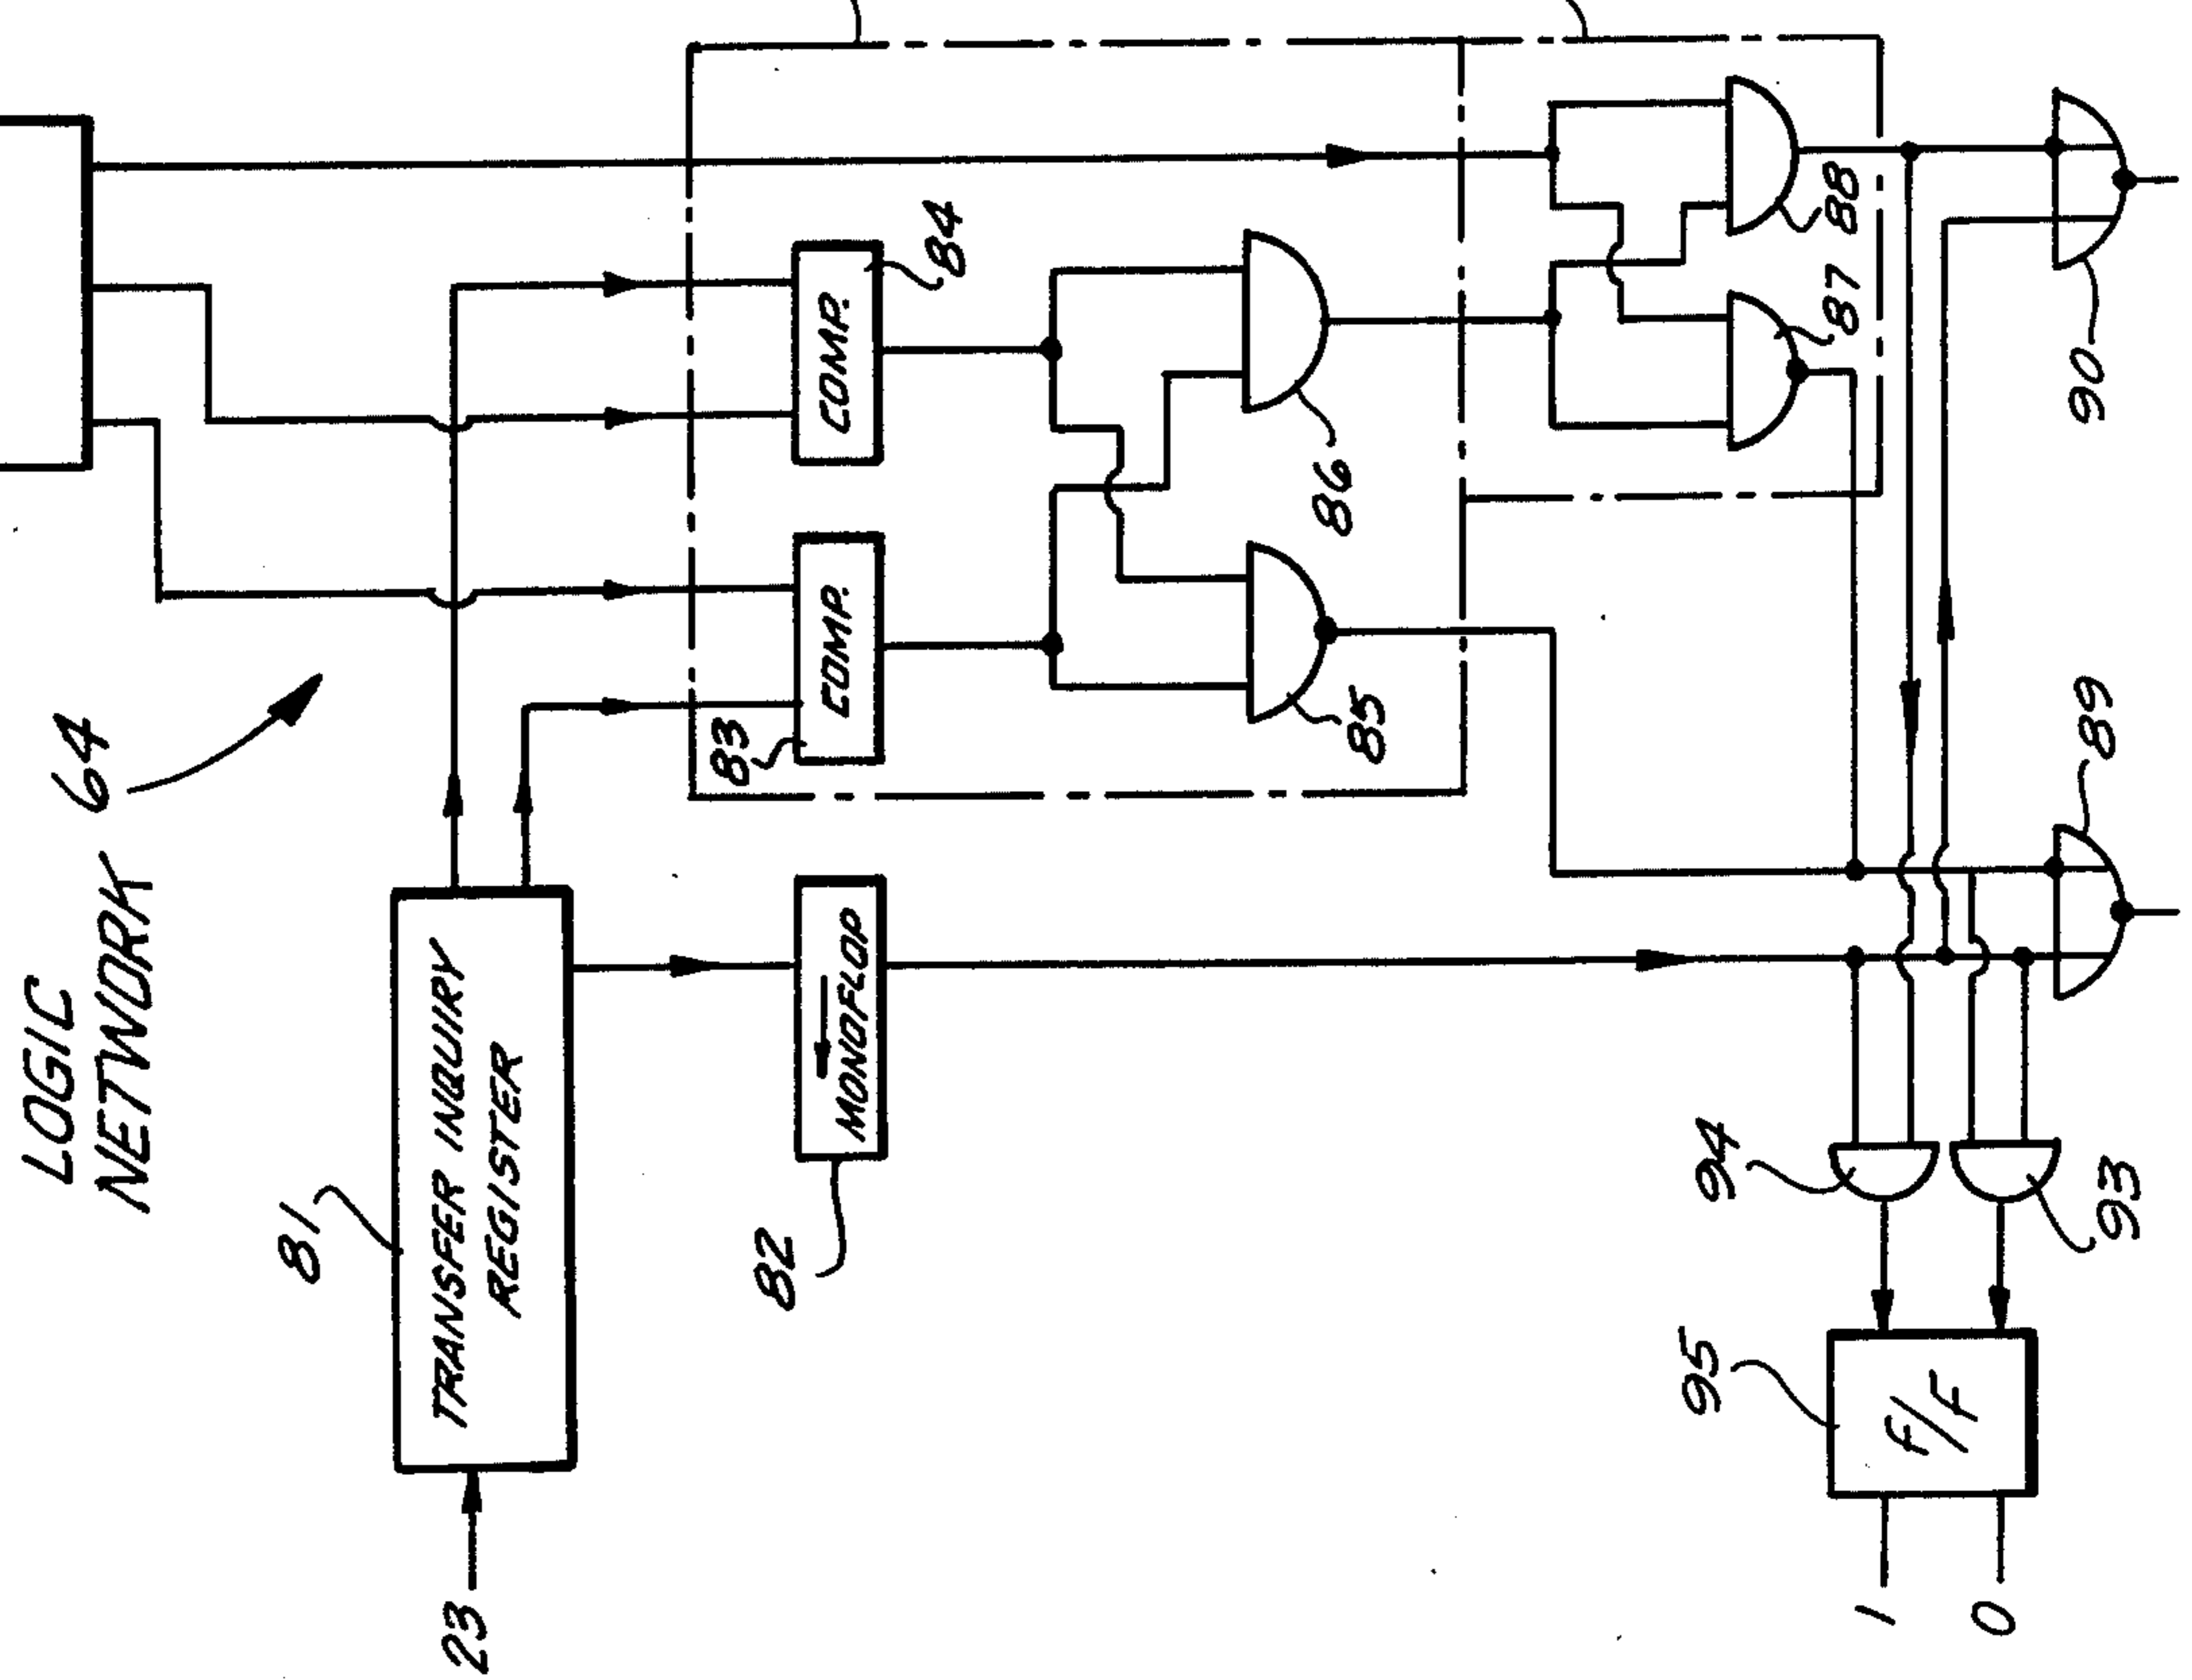 LOGIC
NETWORK 64
81
TRANSFER INQUIRY
REGISTER
23
82
MONOFLOP
83
COMP.
84
COMP.
85
86
87
88
89
90
94
93
95
F/F
1
0